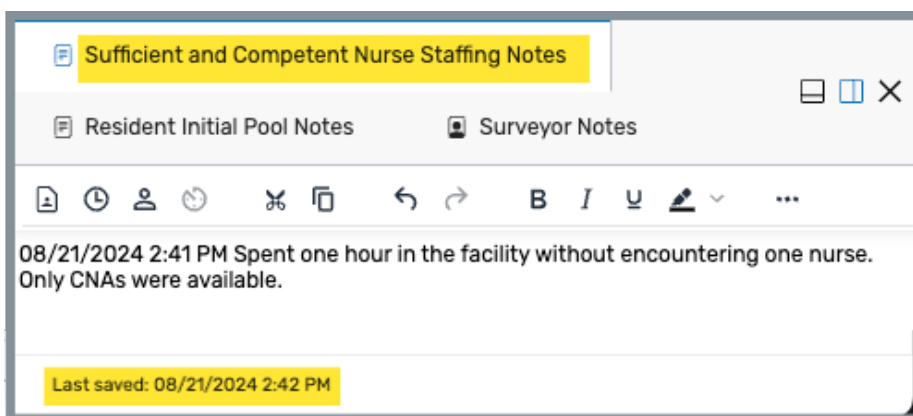 Sufficient and Competent Nurse Staffing Notes
Resident Initial Pool Notes
Surveyor Notes
B I U
08/21/2024 2:41 PM Spent one hour in the facility without encountering one nurse.
Only CNAs were available.
Last saved: 08/21/2024 2:42 PM